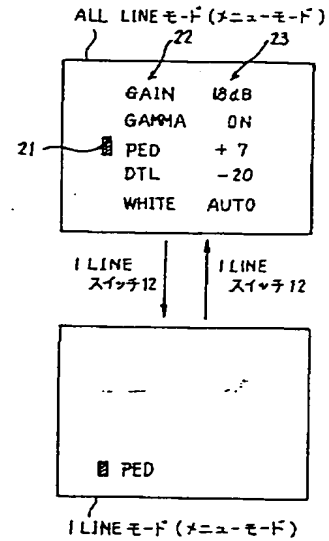 ALL LINEモード(メニューモード)
22 23
GAIN 18dB
GAMMA ON
21 PED +7
DTL -20
WHITE AUTO
1 LINE スイッチ12
1 LINE スイッチ12
PED
1 LINEモード(メニューモード)